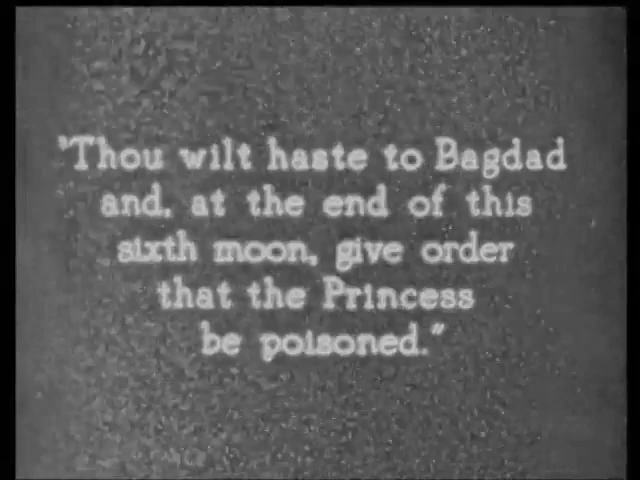 "Thou wilt haste to Bagdad
and, at the end of this
sixth moon, give order
that the Princess
be poisoned."